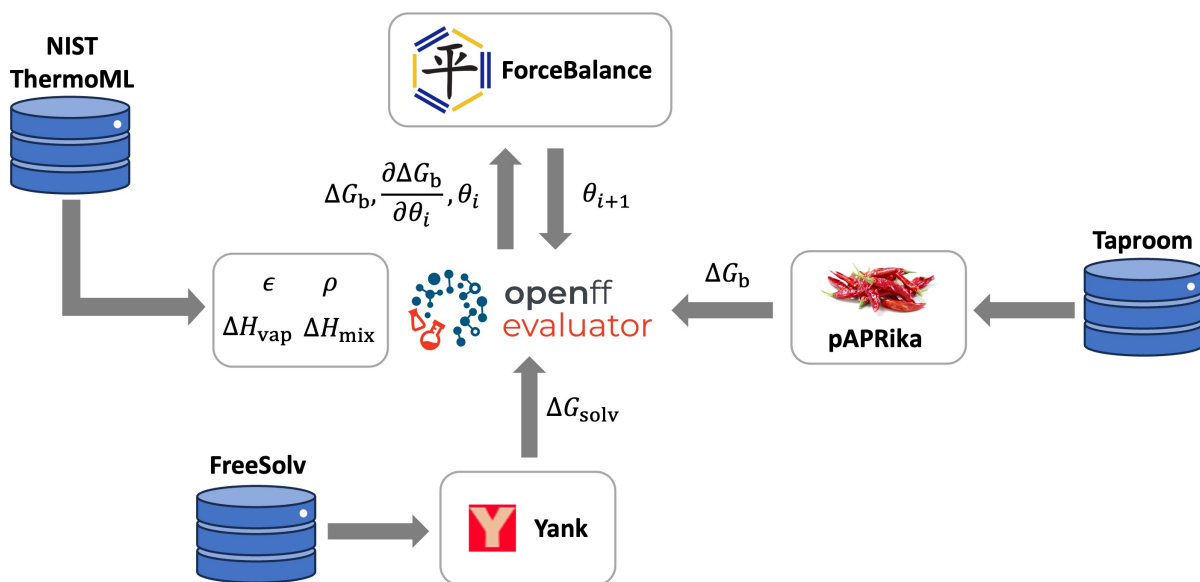 NIST
ThermoML
平
ForceBalance
ΔG_b, ∂ΔG_b/∂θ_i, θ_i
θ_{i+1}
ϵ ρ
ΔH_vap ΔH_mix
openff
evaluator
ΔG_b
pAPRika
Taproom
ΔG_solv
FreeSolv
Y
Yank